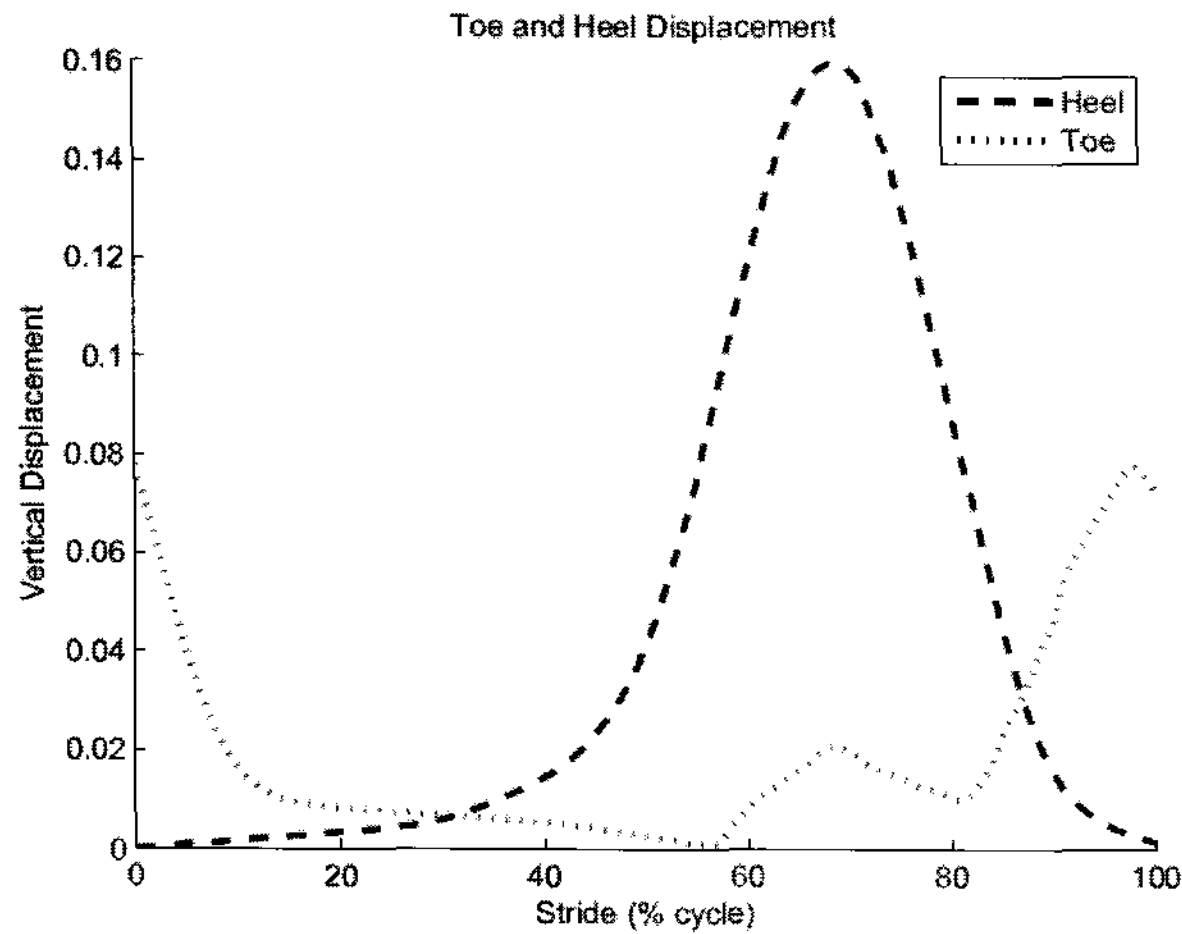 Toe and Heel Displacement
0.16
0.14
0.12
0.1
0.08
0.06
0.04
0.02
0
Vertical Displacement
Heel
Toe
0 20 40 60 80 100
Stride (% cycle)